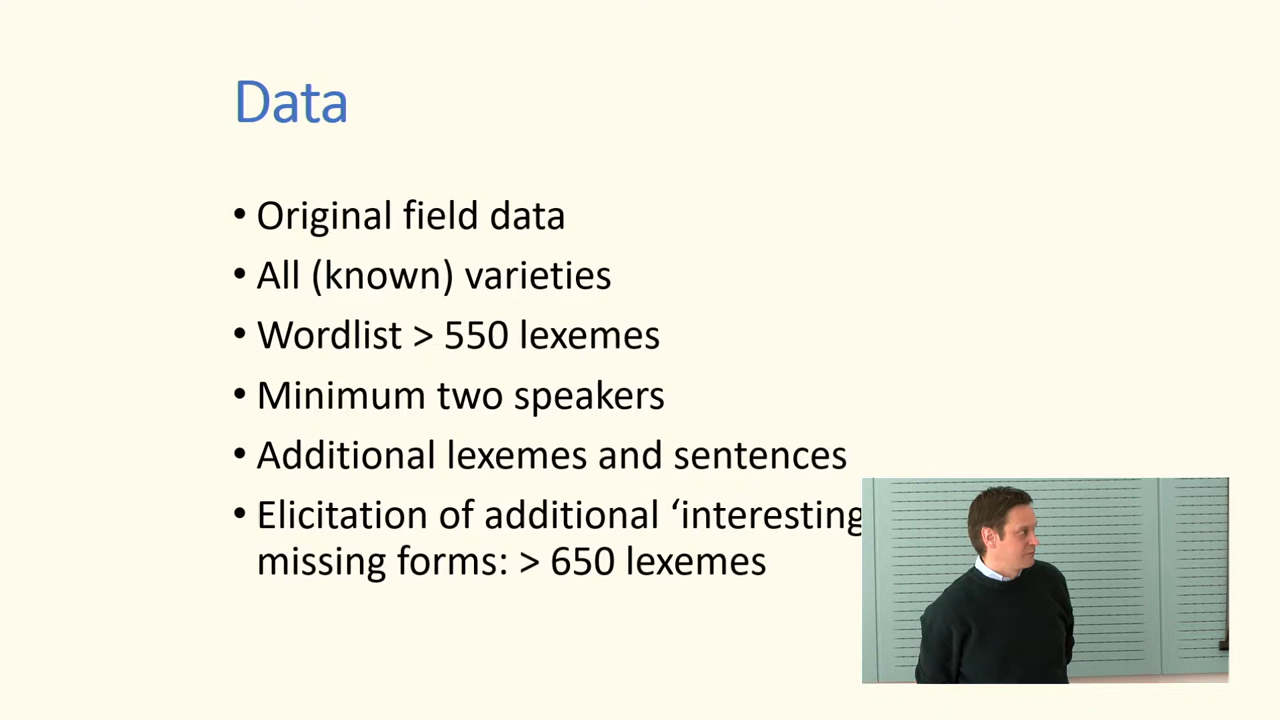 Data
• Original field data
• All (known) varieties
• Wordlist > 550 lexemes
• Minimum two speakers
• Additional lexemes and sentences
• Elicitation of additional ‘interesting
missing forms: > 650 lexemes